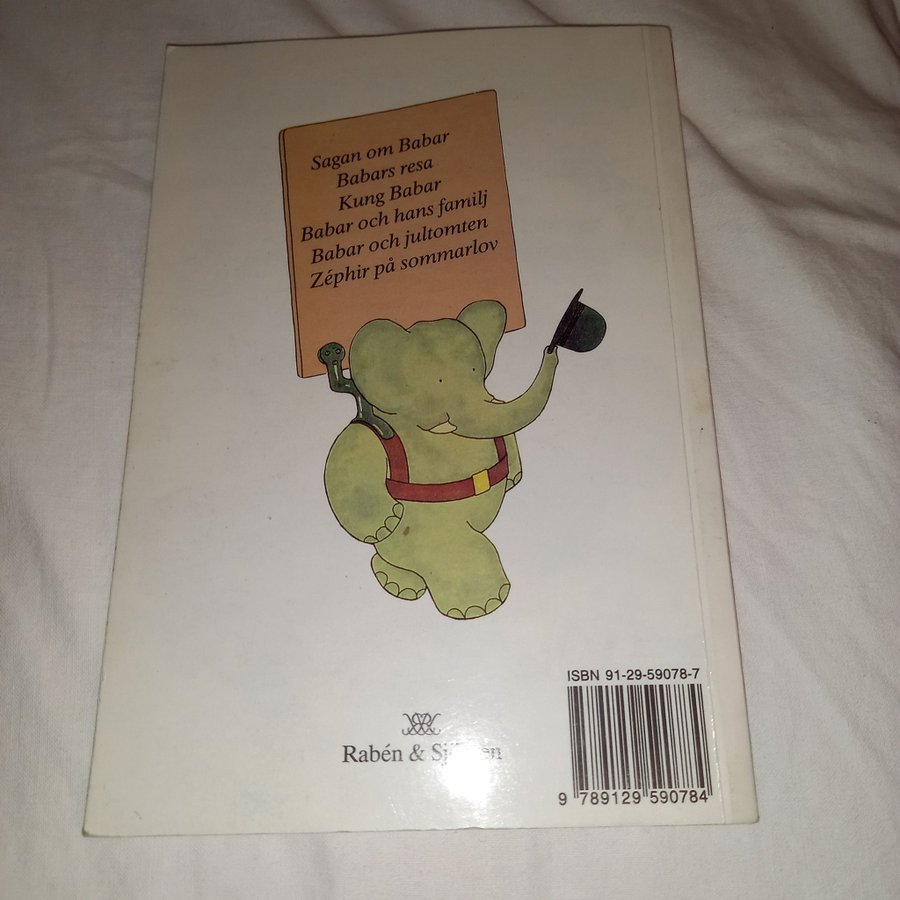 Sagan om Babar
Babars resa
Kung Babar
Babar och hans familj
Babar och jultomten
Zéphir på sommarlov
ISBN 91-29-59078-7
Rabén &
9 789129 590784